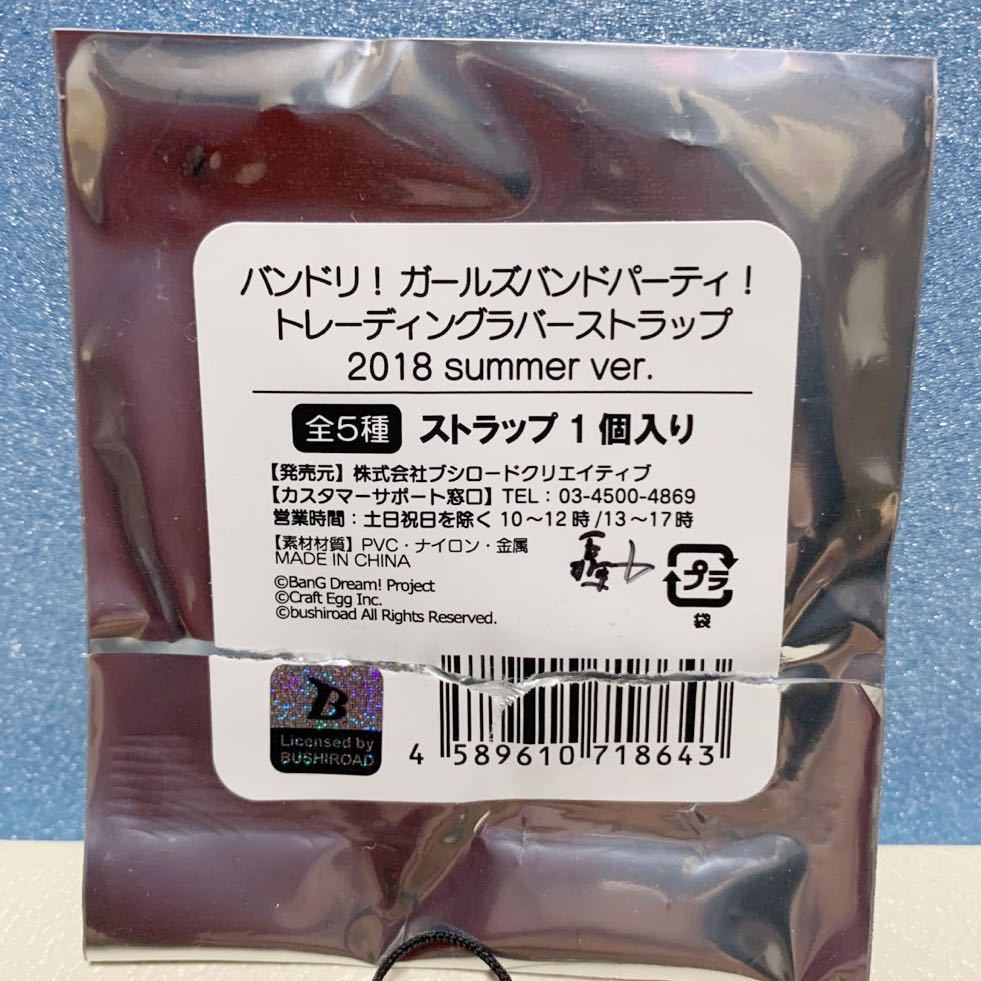 バンドリ！ガールズバンドパーティ！
トレーディングラバーストラップ
2018 summer ver.
全5種 ストラップ 1 個入り
【発売元】株式会社ブシロードクリエイティブ
【カスタマーサポート窓口】TEL：03-4500-4869
営業時間：土日祝日を除く 10～12時/13～17時
【素材材質】PVC・ナイロン・金属
MADE IN CHINA
©BanG Dream! Project
©Craft Egg Inc.
©bushiroad All Rights Reserved.
プラ
袋
B
Licensed by
BUSHIROAD
4 589610 718643